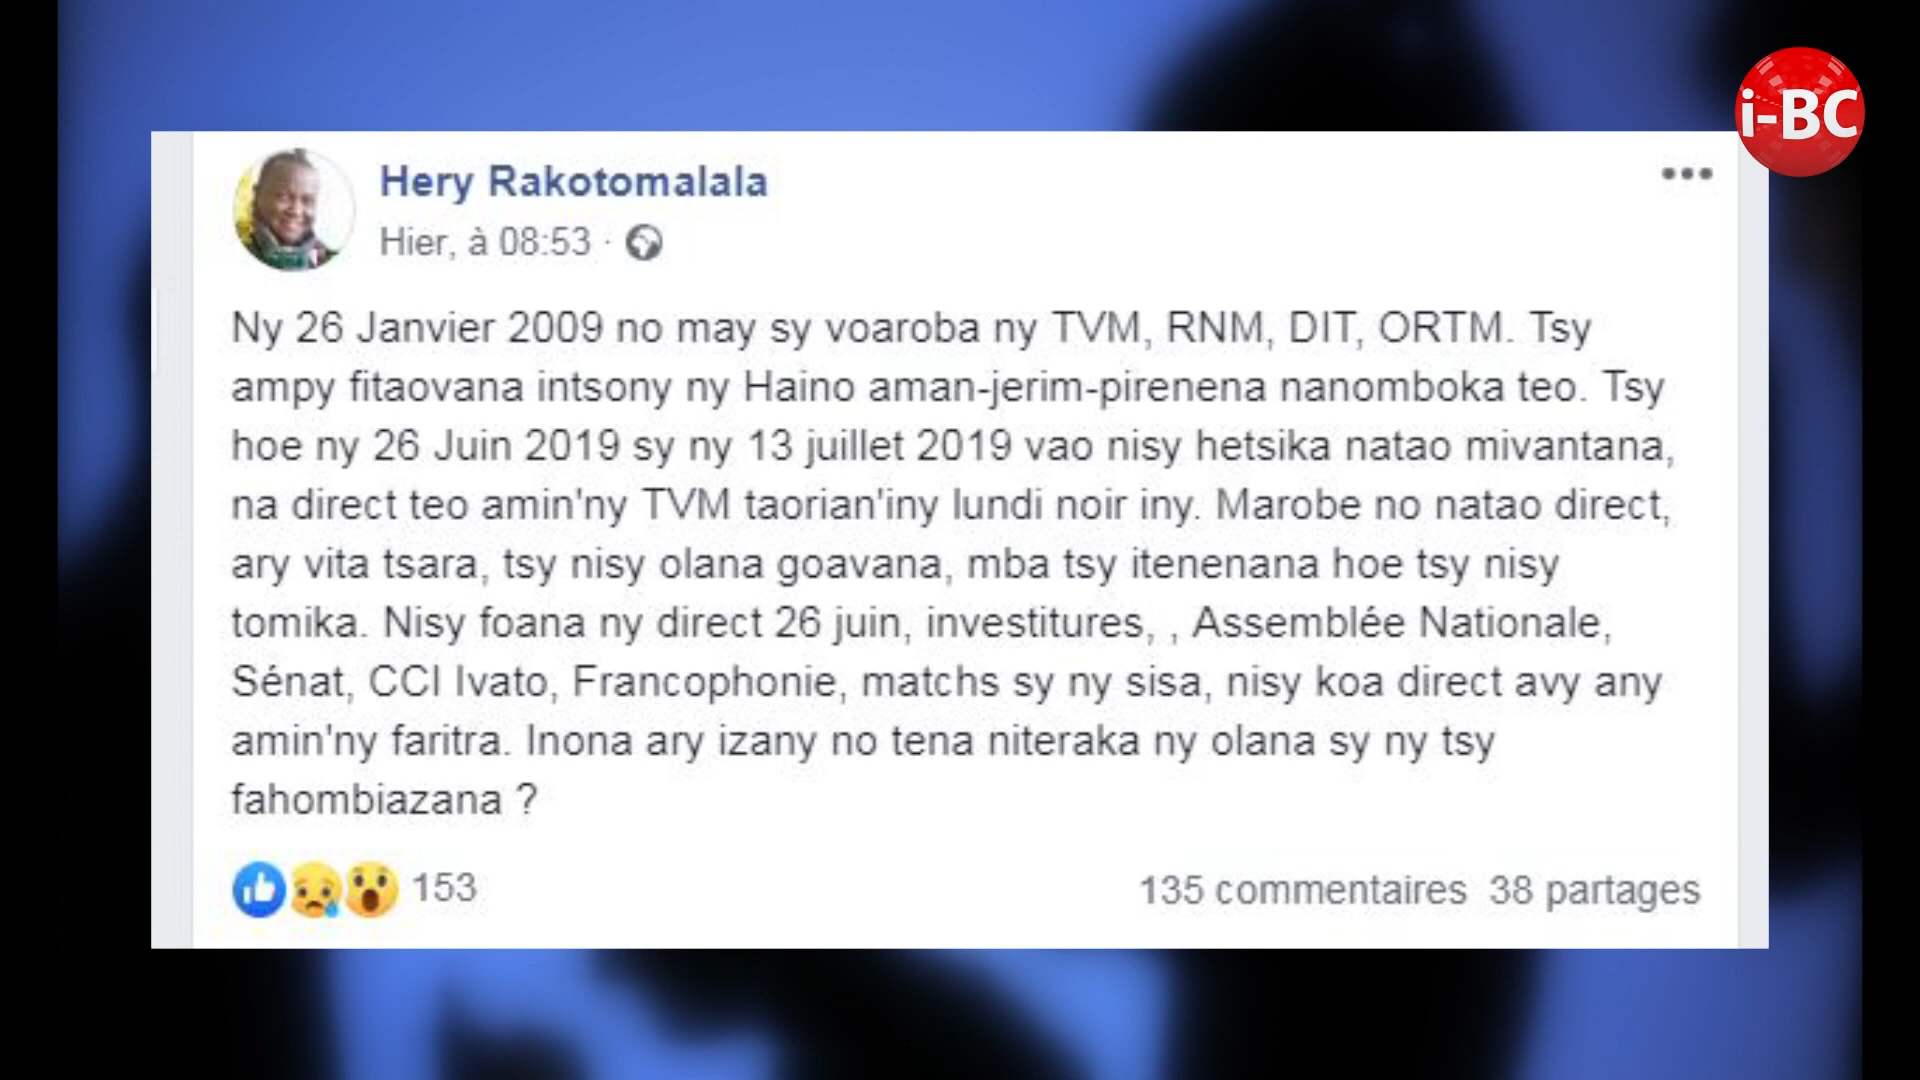 i-BC
Hery Rakotomalala
Hier, à 08:53 ·
Ny 26 Janvier 2009 no may sy voaroba ny TVM, RNM, DIT, ORTM. Tsy
ampy fitaovana intsony ny Haino aman-jerim-pirenena nanomboka teo. Tsy
hoe ny 26 Juin 2019 sy ny 13 juillet 2019 vao nisy hetsika natao mivantana,
na direct teo amin'ny TVM taorian'iny lundi noir iny. Marobe no natao direct,
ary vita tsara, tsy nisy olana goavana, mba tsy itenenana hoe tsy nisy
tomika. Nisy foana ny direct 26 juin, investitures, , Assemblée Nationale,
Sénat, CCI Ivato, Francophonie, matchs sy ny sisa, nisy koa direct avy any
amin'ny faritra. Inona ary izany no tena niteraka ny olana sy ny tsy
fahombiazana ?
153
135 commentaires 38 partages